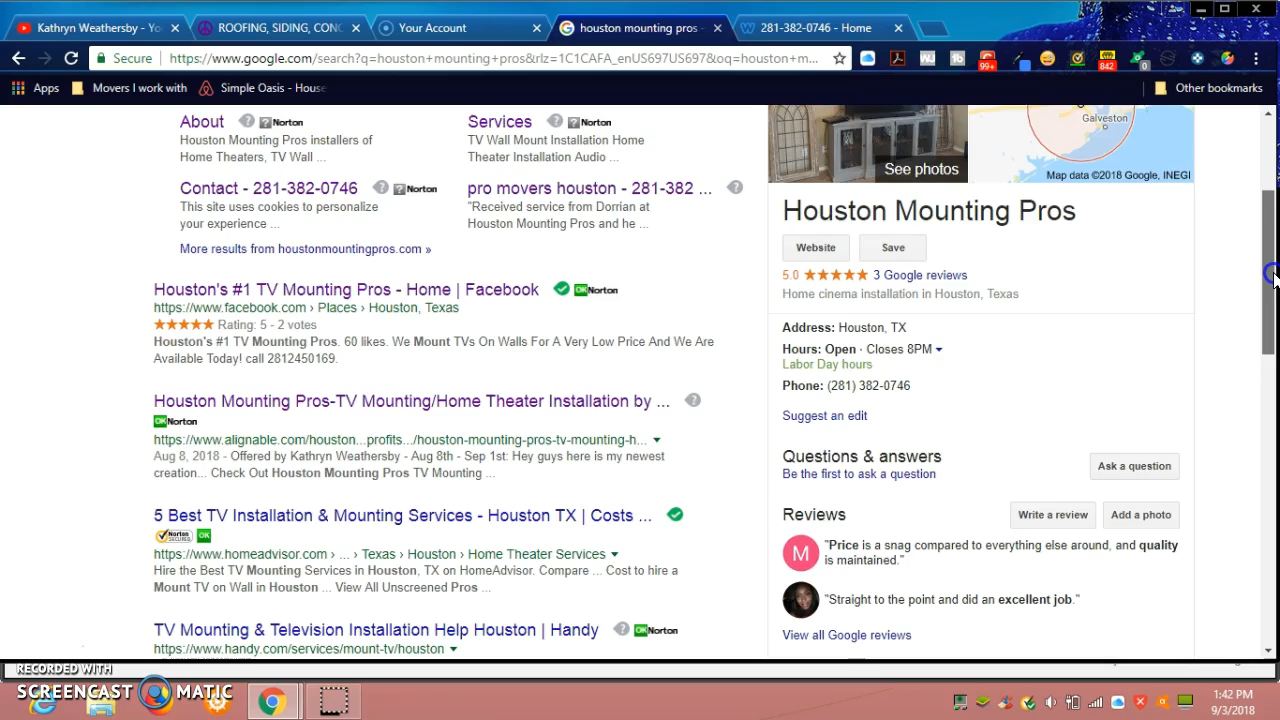 Kathryn Weathersby - Yo
ROOFING, SIDING, CONC
Your Account
houston mounting pros -
281-382-0746 - Home
Secure
https://www.google.com/search?q=houston+mounting+pros&rlz=1C1CAFA_enUS697US697&oq=houston+m...
99+
842
0
Apps
Movers I work with
Simple Oasis - Hous
Other bookmarks
About
Norton
Services
Norton
Houston Mounting Pros installers of
Home Theaters, TV Wall ...
TV Wall Mount Installation Home
Theater Installation Audio ...
Contact - 281-382-0746
Norton
pro movers houston - 281-382 ...
This site uses cookies to personalize
your experience ...
"Received service from Dorrian at
Houston Mounting Pros and he ...
More results from houstonmountingpros.com »
Houston's #1 TV Mounting Pros - Home | Facebook
OK Norton
https://www.facebook.com › Places › Houston, Texas
Rating: 5 - 2 votes
Houston's #1 TV Mounting Pros. 60 likes. We Mount TVs On Walls For A Very Low Price And We Are
Available Today! call 2812450169.
Houston Mounting Pros-TV Mounting/Home Theater Installation by ...
OK Norton
https://www.alignable.com/houston...profits.../houston-mounting-pros-tv-mounting-h...
Aug 8, 2018 - Offered by Kathryn Weathersby - Aug 8th - Sep 1st: Hey guys here is my newest
creation... Check Out Houston Mounting Pros TV Mounting ...
5 Best TV Installation & Mounting Services - Houston TX | Costs ...
Norton
SECURED
OK
https://www.homeadvisor.com › ... › Texas › Houston › Home Theater Services
Hire the Best TV Mounting Services in Houston, TX on HomeAdvisor. Compare ... Cost to hire a
Mount TV on Wall in Houston ... View All Unscreened Pros ...
TV Mounting & Television Installation Help Houston | Handy
OK Norton
https://www.handy.com/services/mount-tv/houston
See photos
Galveston
Map data ©2018 Google, INEGI
Houston Mounting Pros
Website
Save
5.0
3 Google reviews
Home cinema installation in Houston, Texas
Address: Houston, TX
Hours: Open · Closes 8PM
Labor Day hours
Phone: (281) 382-0746
Suggest an edit
Questions & answers
Be the first to ask a question
Ask a question
Reviews
Write a review
Add a photo
M
"Price is a snag compared to everything else around, and quality
is maintained."
"Straight to the point and did an excellent job."
View all Google reviews
RECORDED WITH
SCREENCAST MATIC
1:42 PM
9/3/2018